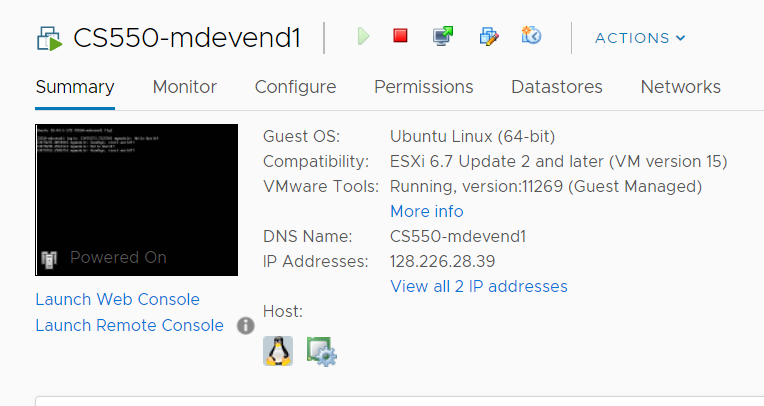 CS550-mdevend1
ACTIONS
Summary Monitor Configure Permissions Datastores Networks
Guest OS: Ubuntu Linux (64-bit)
Compatibility: ESXi 6.7 Update 2 and later (VM version 15)
VMware Tools: Running, version:11269 (Guest Managed)
More info
DNS Name: CS550-mdevend1
IP Addresses: 128.226.28.39
View all 2 IP addresses
Powered On
Launch Web Console
Launch Remote Console
Host: